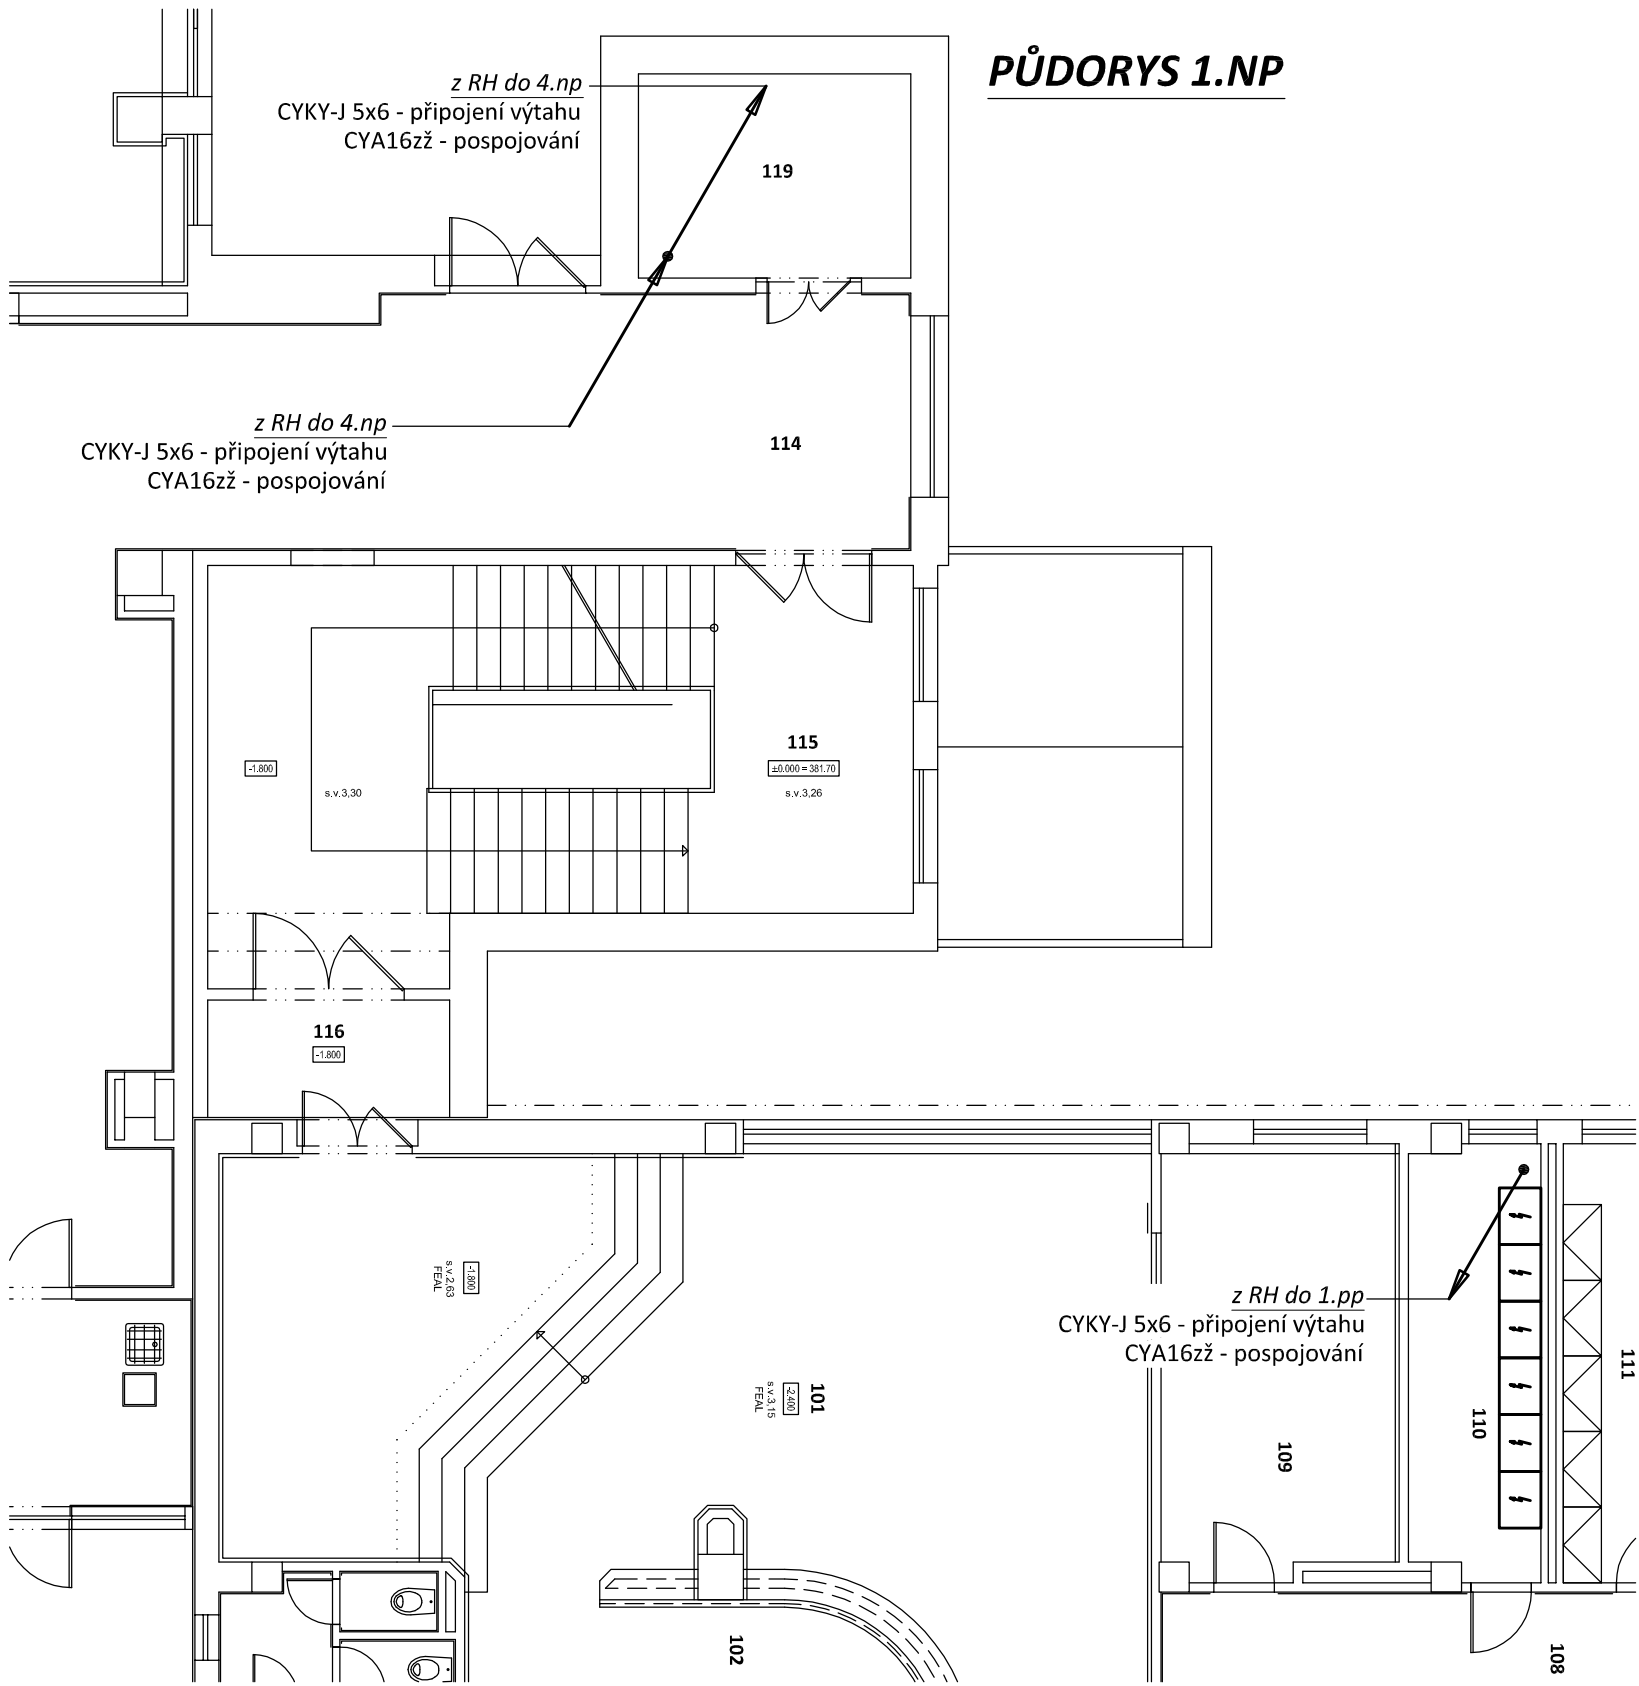 PŮDORYS 1.NP
z RH do 4.np
CYKY-J 5x6 - připojení výtahu
CYA16zž - pospojování
119
z RH do 4.np
CYKY-J 5x6 - připojení výtahu
CYA16zž - pospojování
114
115
±0.000 = 381.70
s.v.3,26
-1.800
s.v.3,30
116
-1.800
-1.800
s.v.2,63
FEAL
z RH do 1.pp
CYKY-J 5x6 - připojení výtahu
CYA16zž - pospojování
101
-2.400
s.v.3,15
FEAL
109
110
111
102
108